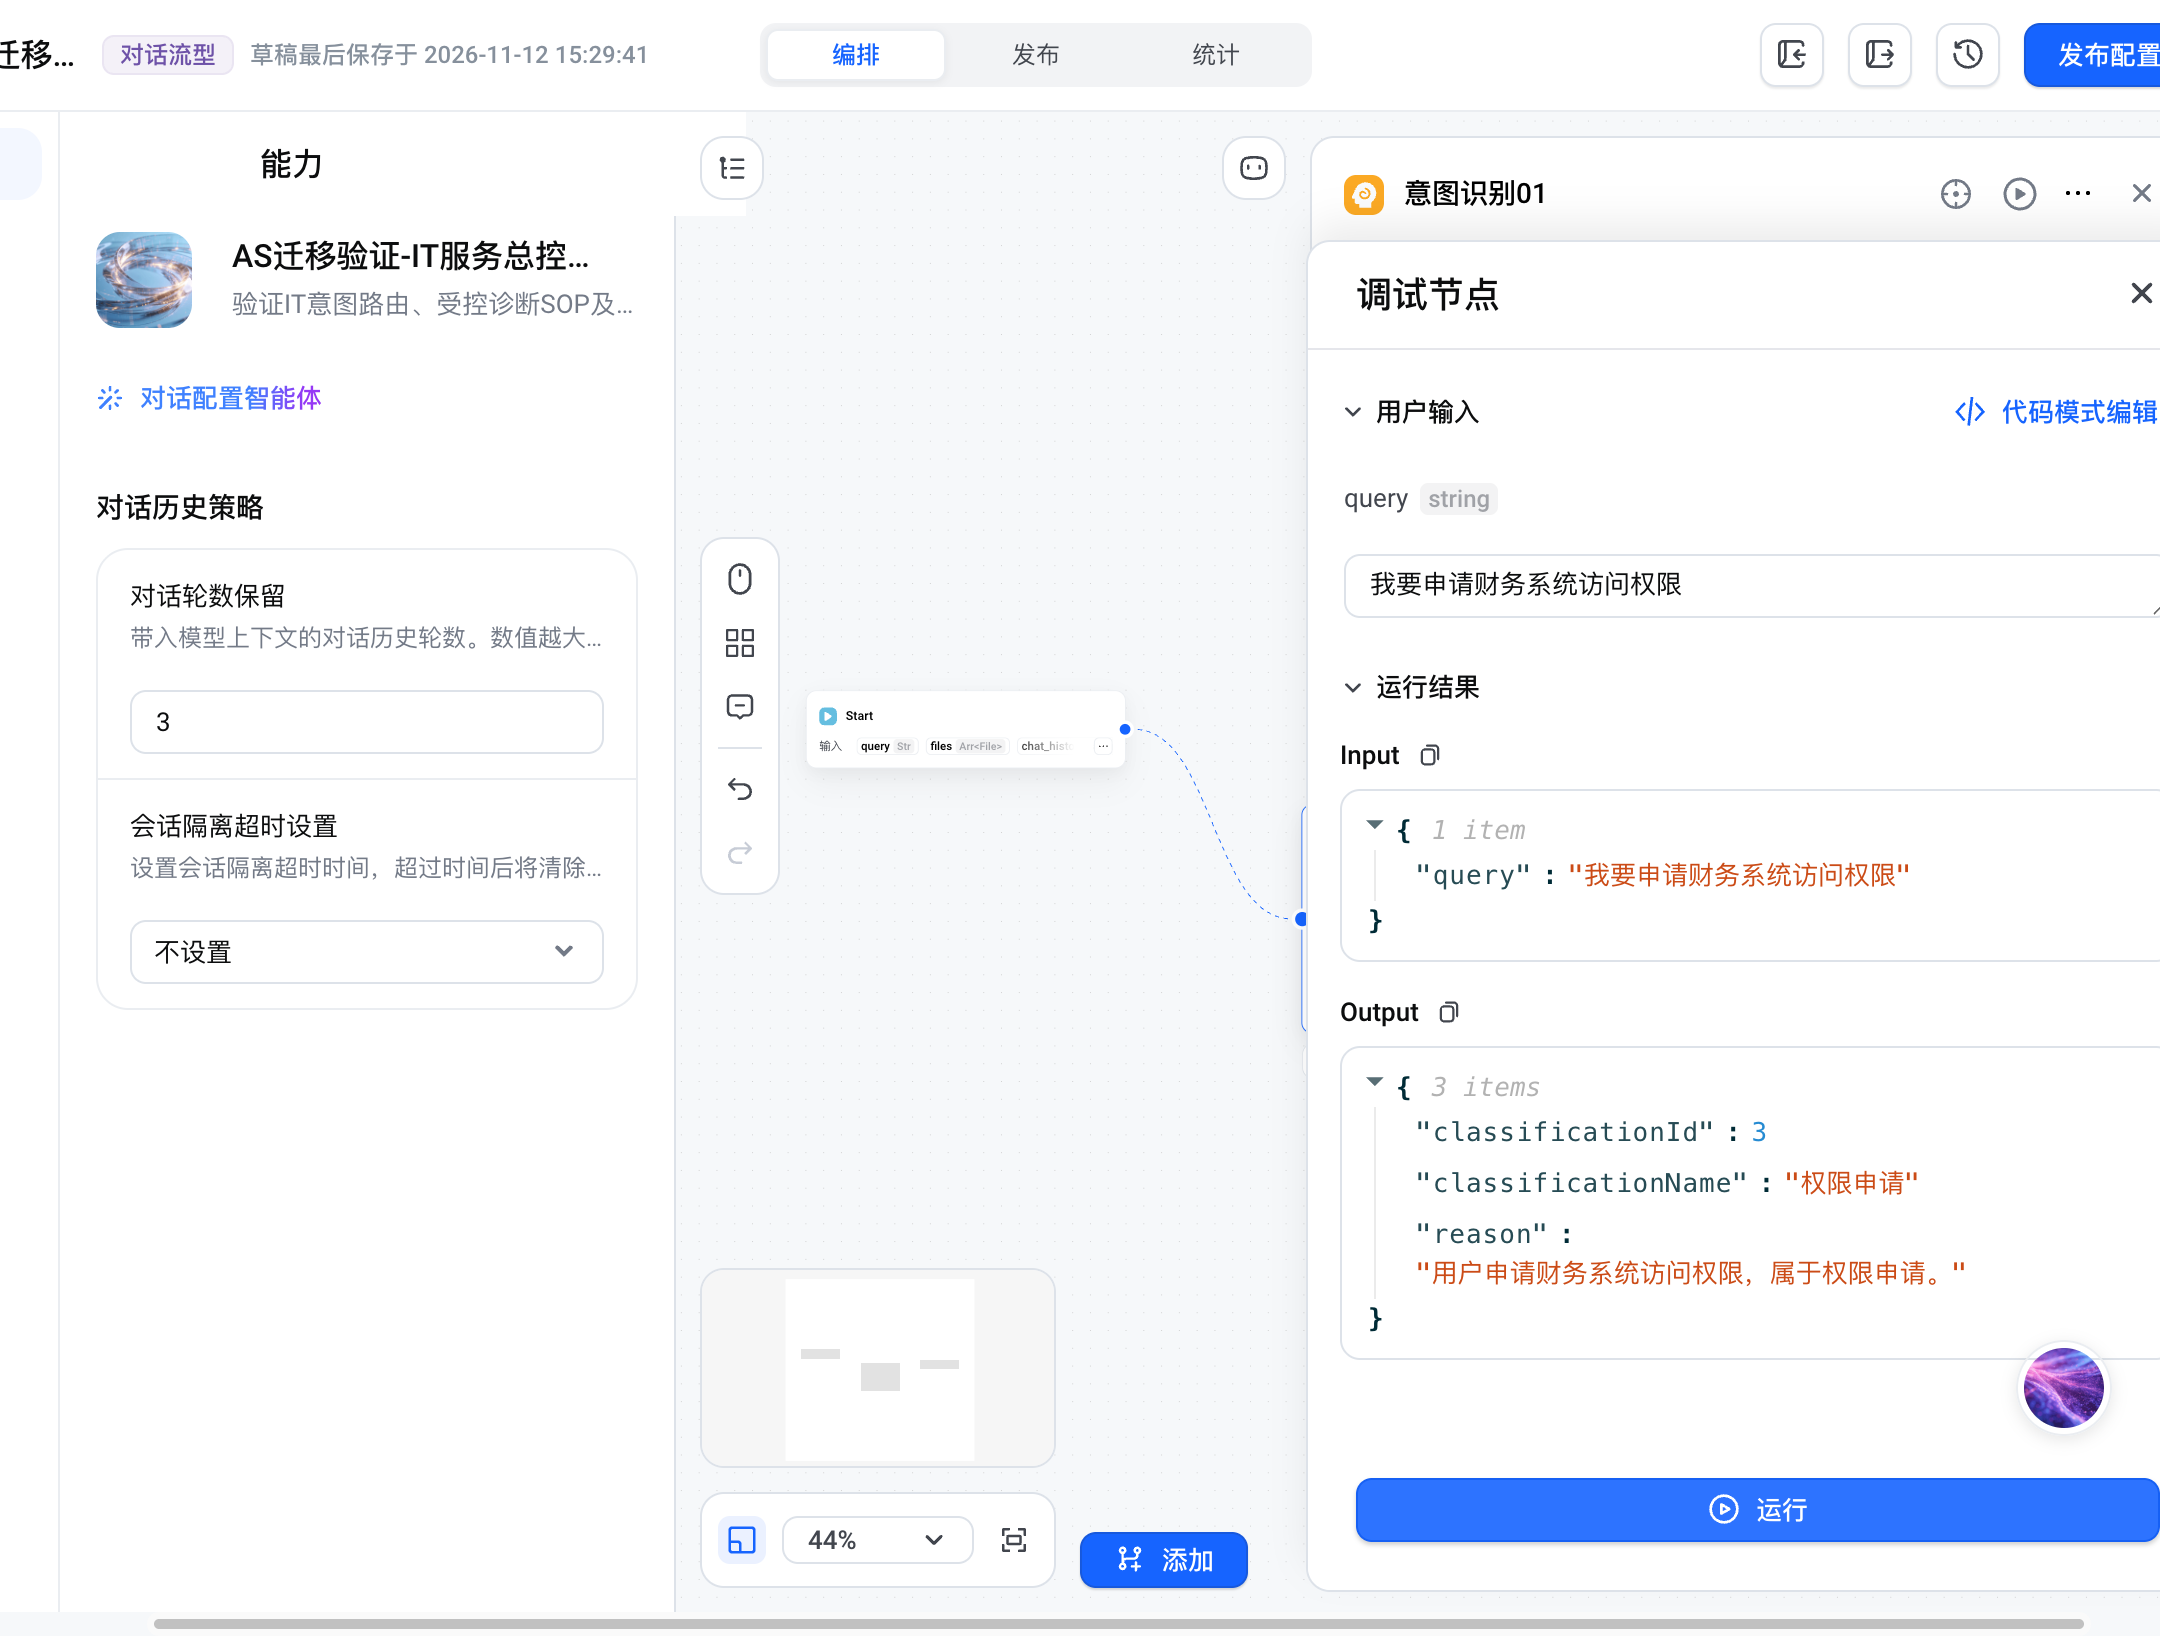 迁移...
对话流型
草稿最后保存于 2026-11-12 15:29:41
编排
发布
统计
发布配置
能力
AS迁移验证-IT服务总控...
验证IT意图路由、受控诊断SOP及...
对话配置智能体
对话历史策略
对话轮数保留
带入模型上下文的对话历史轮数。数值越大...
3
会话隔离超时设置
设置会话隔离超时时间，超过时间后将清除...
不设置
Start
输入 query Str files Arr<File> chat_hist ...
44%
添加
意图识别01
调试节点
用户输入
代码模式编辑
query string
我要申请财务系统访问权限
运行结果
Input
{ 1 item
"query" : "我要申请财务系统访问权限"
}
Output
{ 3 items
"classificationId" : 3
"classificationName" : "权限申请"
"reason" :
"用户申请财务系统访问权限，属于权限申请。"
}
运行